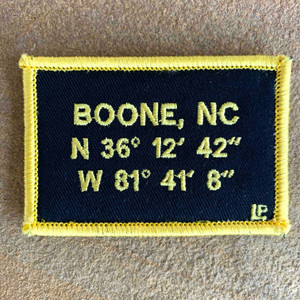 BOONE, NC
N 36° 12' 42"
W 81° 41' 8"
LP